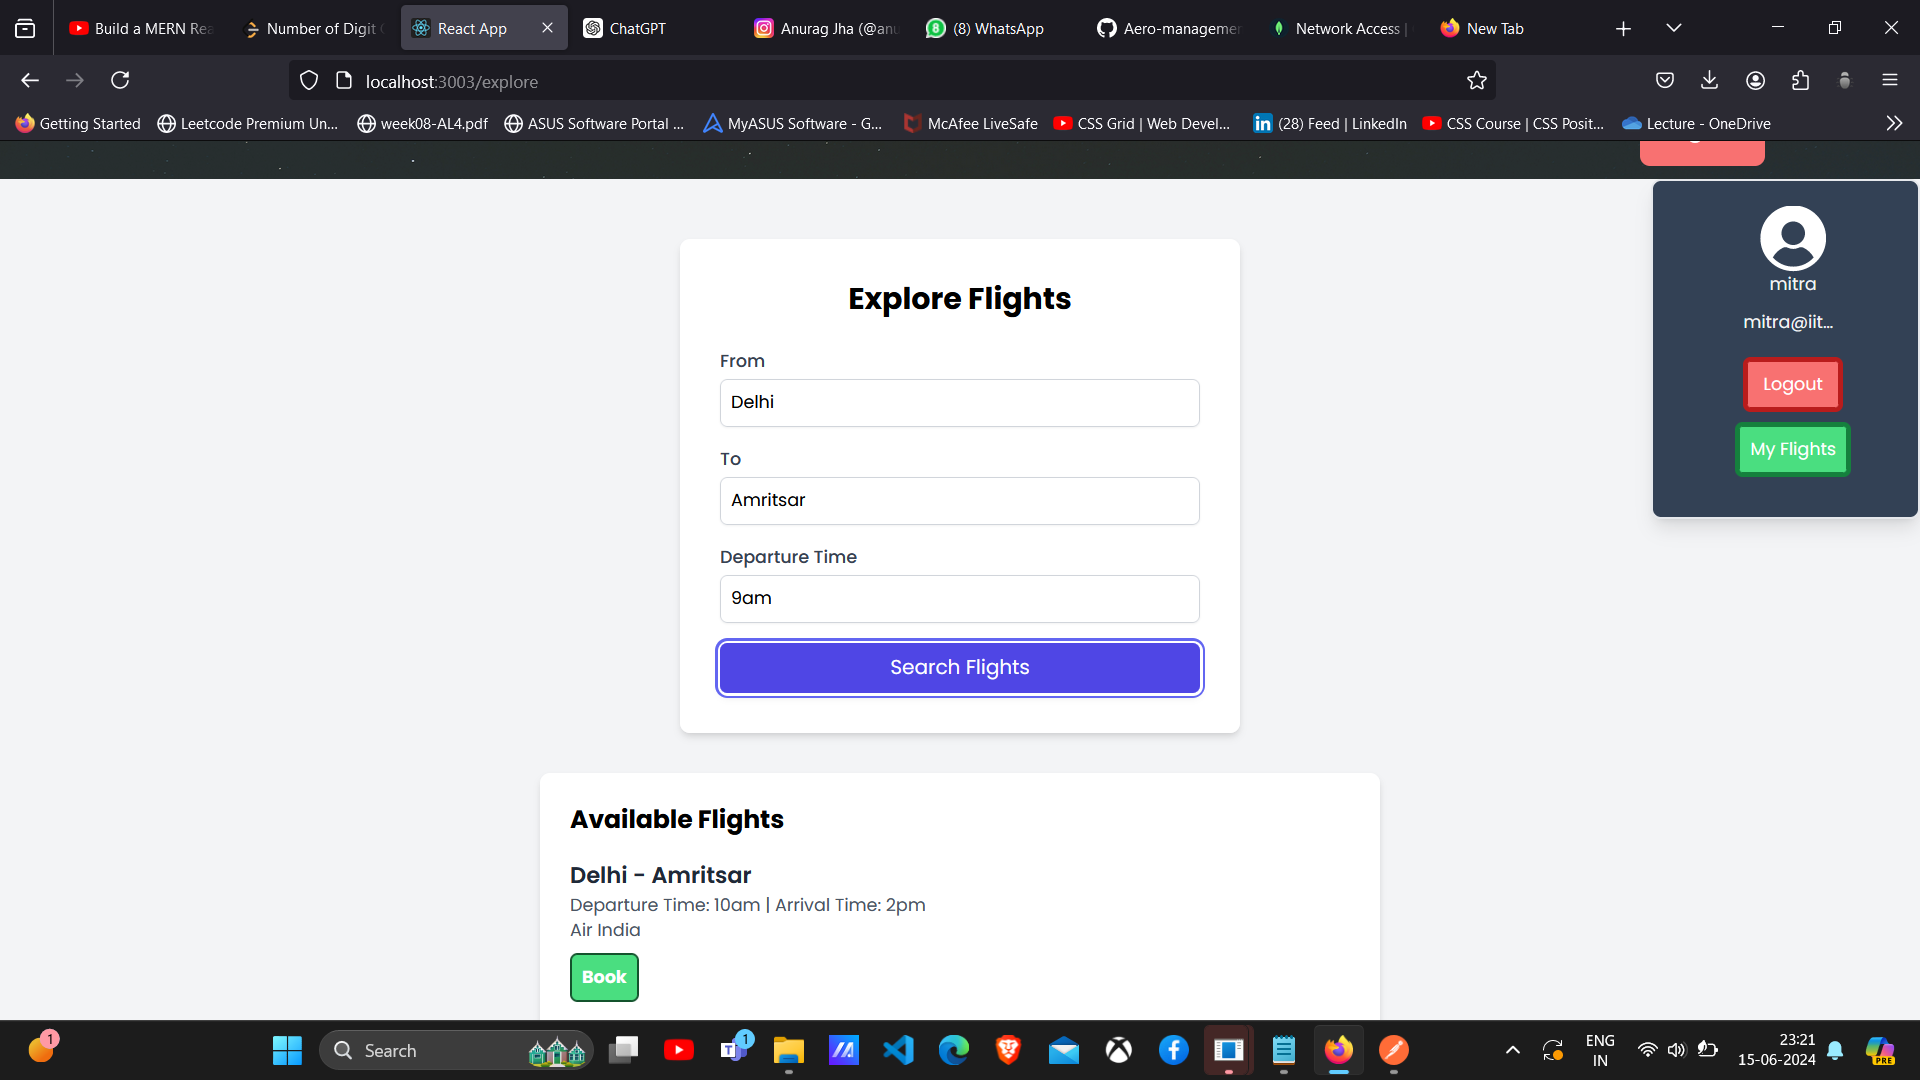 Build a MERN Rea
Number of Digit
React App
ChatGPT
Anurag Jha (@anu
(8) WhatsApp
Aero-managemen
Network Access |
New Tab
localhost:3003/explore
Getting Started
Leetcode Premium Un...
week08-AL4.pdf
ASUS Software Portal ...
MyASUS Software - G...
McAfee LiveSafe
CSS Grid | Web Devel...
(28) Feed | LinkedIn
CSS Course | CSS Posit...
Lecture - OneDrive
mitra
mitra@iit...
Logout
My Flights
Explore Flights
From
Delhi
To
Amritsar
Departure Time
9am
Search Flights
Available Flights
Delhi - Amritsar
Departure Time: 10am | Arrival Time: 2pm
Air India
Book
1
Search
1
ENG
IN
23:21
15-06-2024
PRE